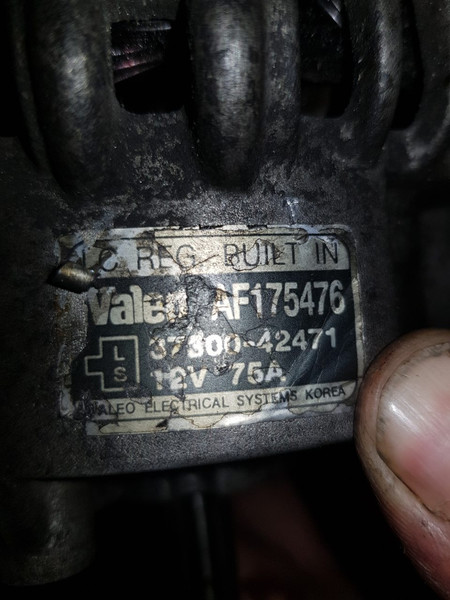 I.C REG. BUILT IN
Valeo AF175476
37300-42471
L
S
12V 75A
VALEO ELECTRICAL SYSTEMS KOREA